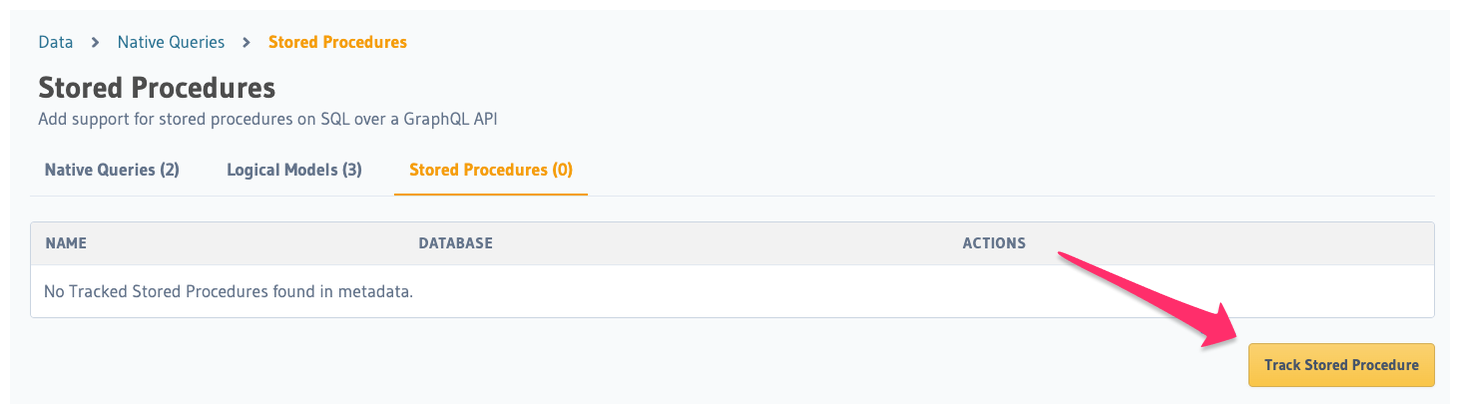 Data > Native Queries > Stored Procedures
Stored Procedures
Add support for stored procedures on SQL over a GraphQL API
Native Queries (2) Logical Models (3) Stored Procedures (0)
NAME DATABASE ACTIONS
No Tracked Stored Procedures found in metadata.
Track Stored Procedure